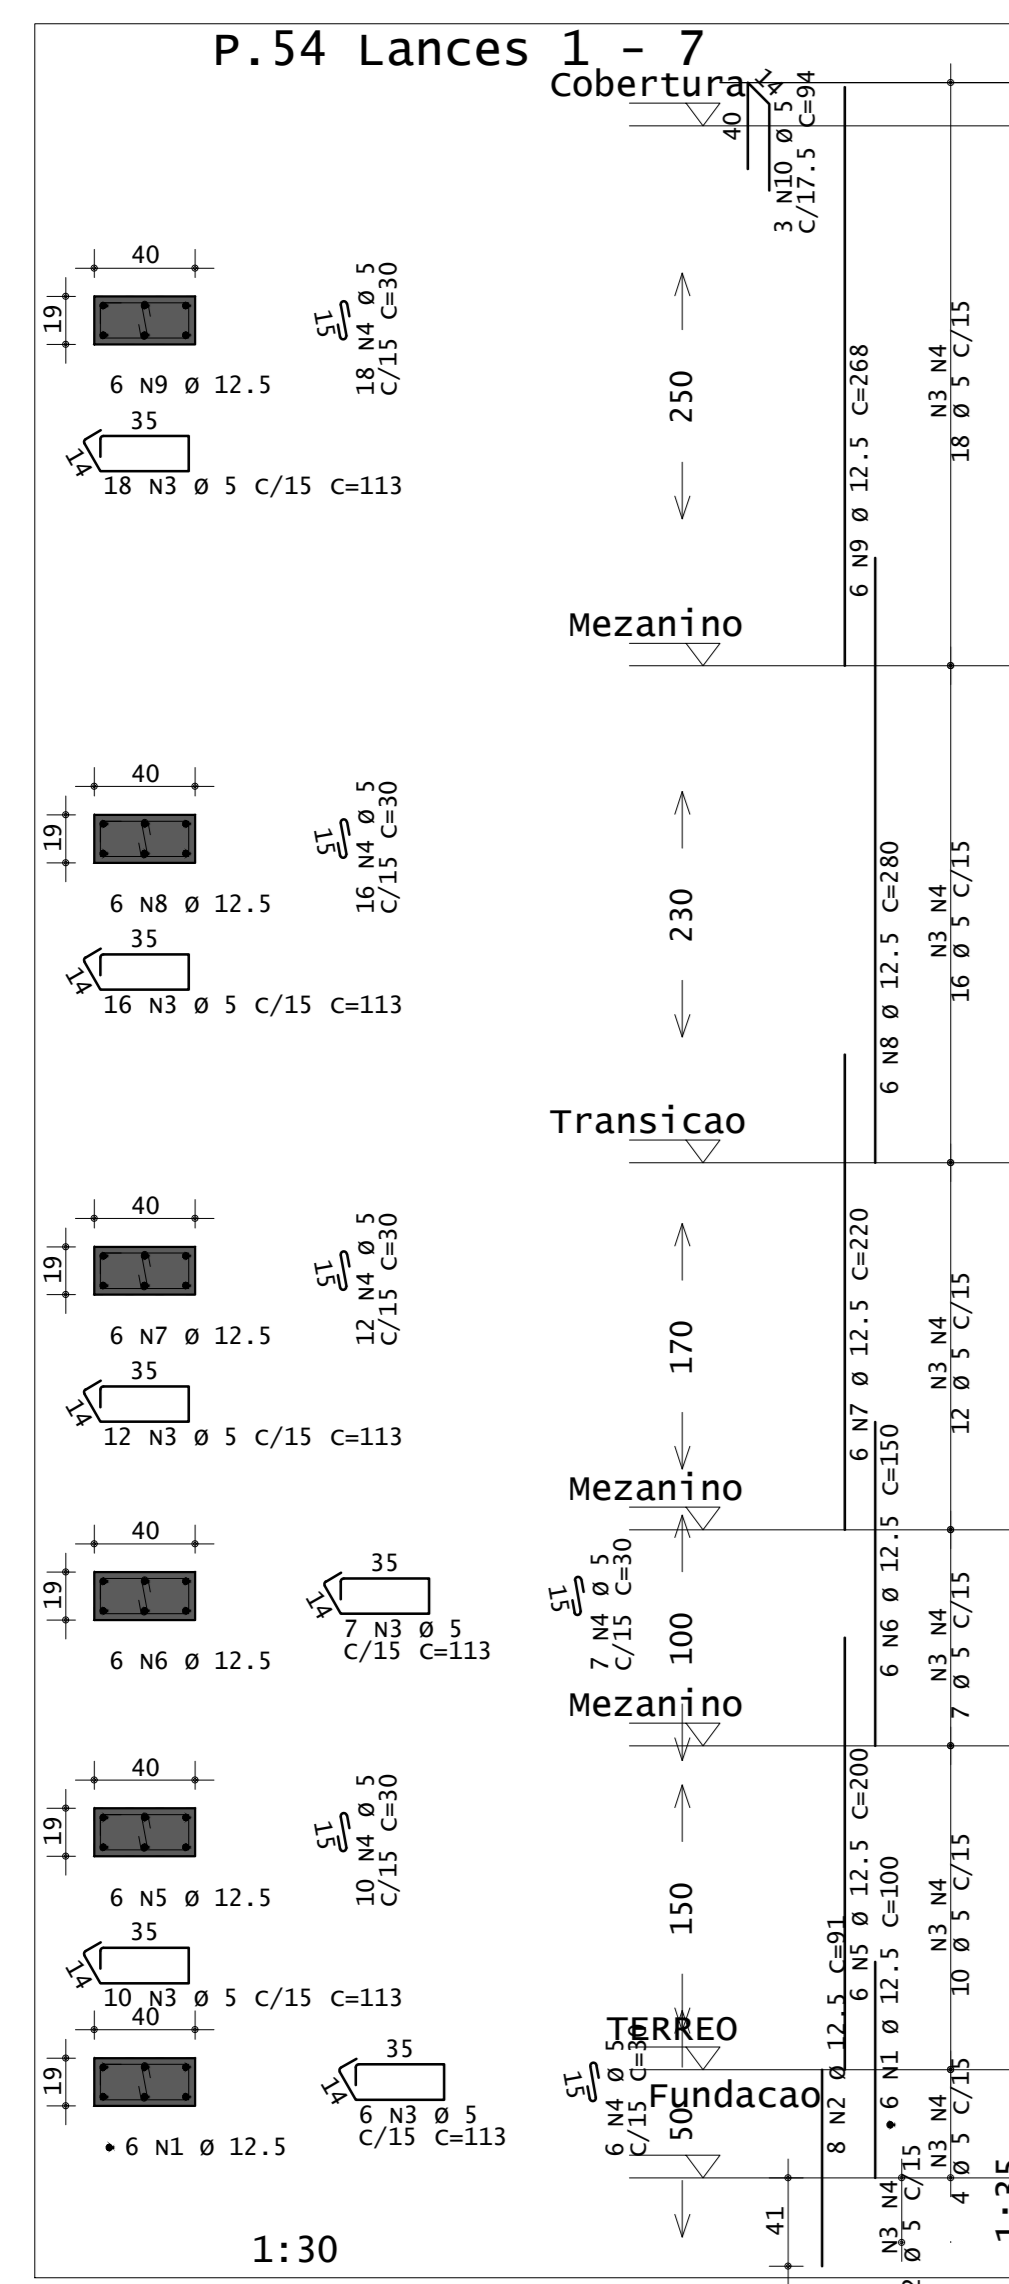 P.54 Lances 1 - 7
Cobertura
14
40
3 N10 Ø 5
C/17.5 C=94
40
19
6 N9 Ø 12.5
35
14
18 N3 Ø 5 C/15 C=113
15
18 N4 Ø 5
C/15 C=30
250
6 N9 Ø 12.5 C=268
N3 N4
18 Ø 5 C/15
Mezanino
40
19
6 N8 Ø 12.5
35
14
16 N3 Ø 5 C/15 C=113
15
16 N4 Ø 5
C/15 C=30
230
6 N8 Ø 12.5 C=280
N3 N4
16 Ø 5 C/15
Transicao
40
19
6 N7 Ø 12.5
35
14
12 N3 Ø 5 C/15 C=113
15
12 N4 Ø 5
C/15 C=30
170
6 N7 Ø 12.5 C=220
N3 N4
12 Ø 5 C/15
Mezanino
40
19
6 N6 Ø 12.5
35
14
7 N3 Ø 5
C/15 C=113
15
7 N4 Ø 5
C/15 C=30
100
6 N6 Ø 12.5 C=150
N3 N4
7 Ø 5 C/15
Mezanino
40
19
6 N5 Ø 12.5
35
14
10 N3 Ø 5 C/15 C=113
15
10 N4 Ø 5
C/15 C=30
150
6 N5 Ø 12.5 C=200
N3 N4
10 Ø 5 C/15
TERREO
40
19
6 N1 Ø 12.5
35
14
6 N3 Ø 5
C/15 C=113
15
6 N4 Ø 5
C/15 C=30
50
Fundacao
8 N2 Ø 12.5 C=91
6 N1 Ø 12.5 C=100
N3 N4
4 Ø 5 C/15
N3 N4
Ø 5 C/15
41
1:30